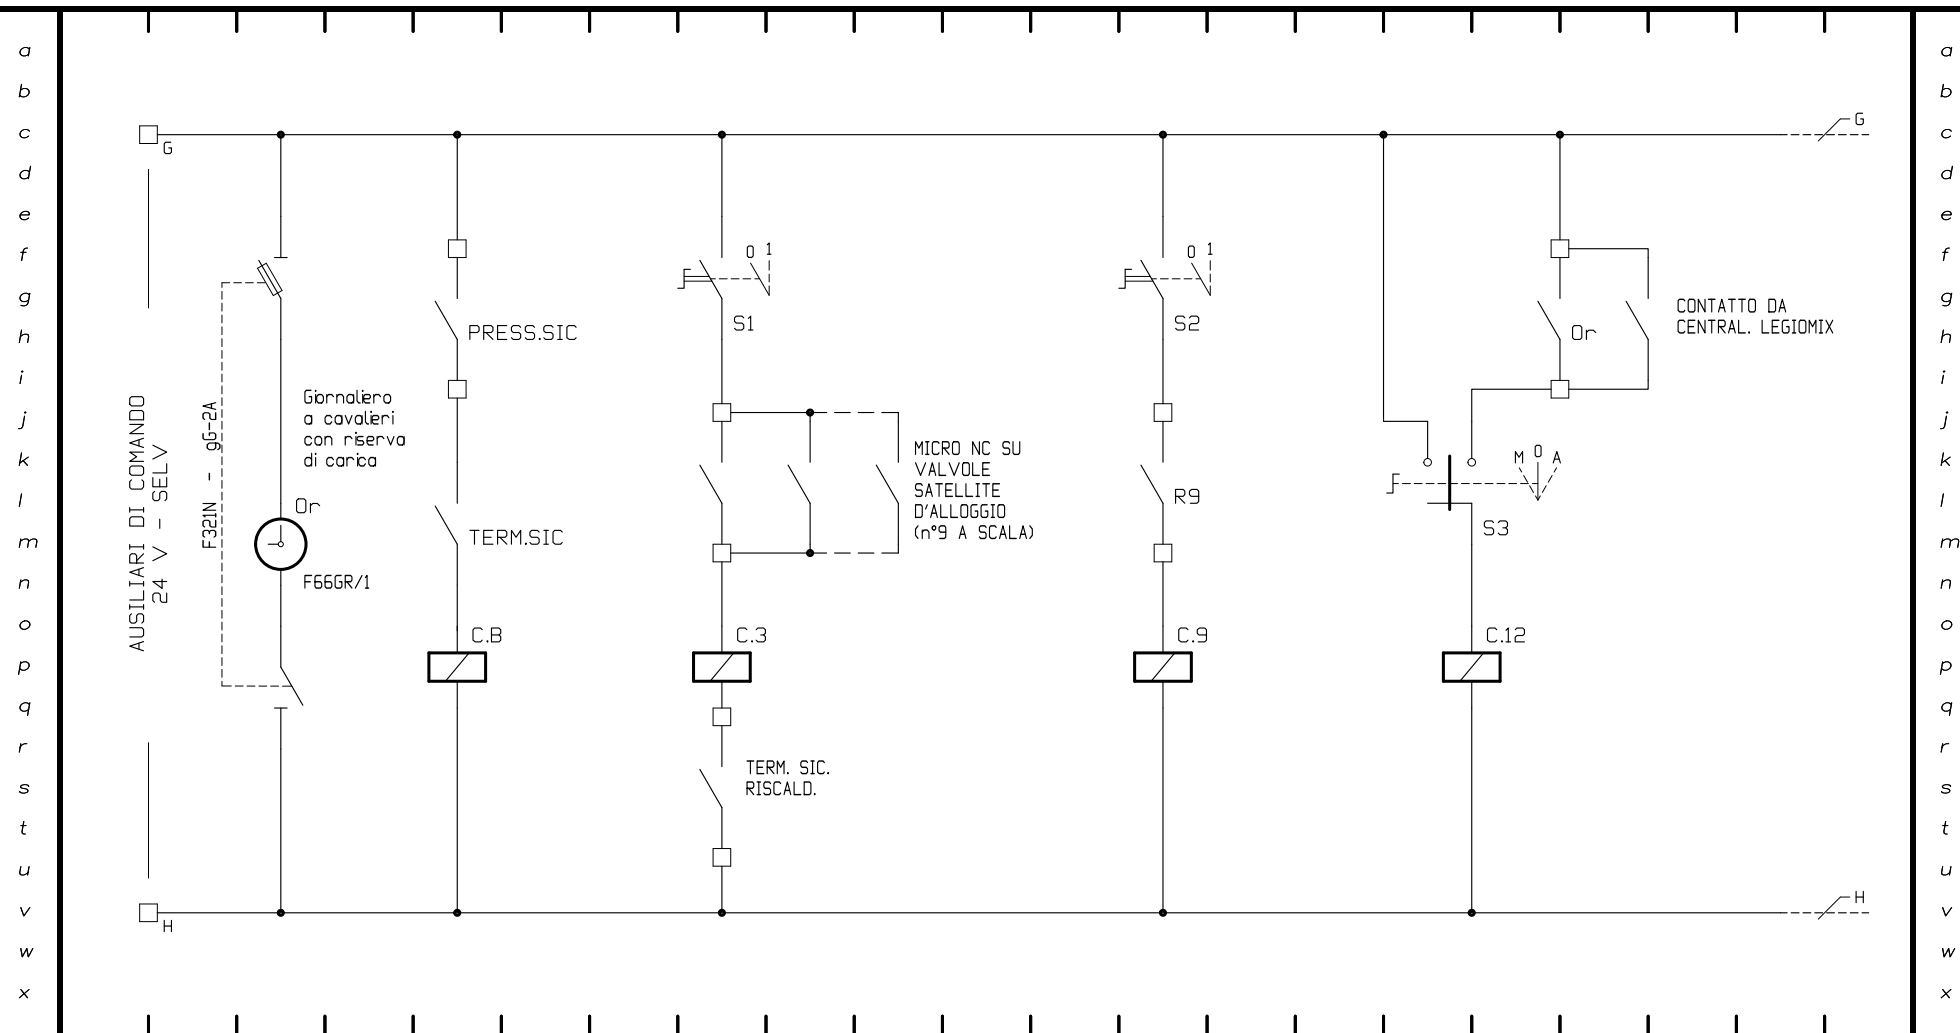 a
b
c
d
e
f
g
h
i
j
k
l
m
n
o
p
q
r
s
t
u
v
w
x
G
G
AUSILIARI DI COMANDO
24 V - SELV
F321N - gG-2A
Giornaliero
a cavalieri
con riserva
di carica
Or
F66GR/1
PRESS.SIC
TERM.SIC
C.B
0 1
S1
MICRO NC SU
VALVOLE
SATELLITE
D'ALLOGGIO
(n°9 A SCALA)
C.3
TERM. SIC.
RISCALD.
0 1
S2
R9
C.9
Or
CONTATTO DA
CENTRAL. LEGIOMIX
M 0 A
S3
C.12
H
H
a
b
c
d
e
f
g
h
i
j
k
l
m
n
o
p
q
r
s
t
u
v
w
x